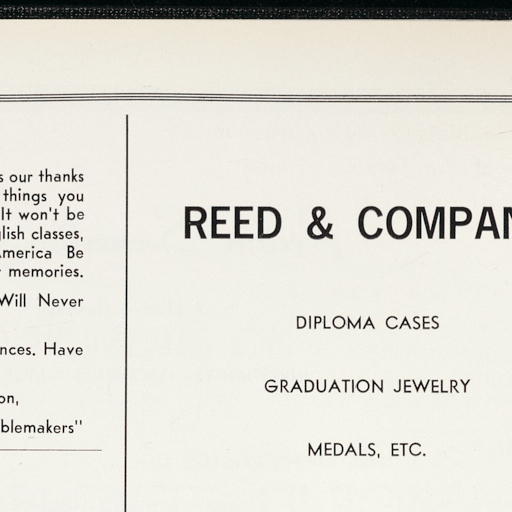 s our thanks
things you
It won't be
lish classes,
merica Be
memories.
Will Never
nces. Have
on,
blemakers"
REED & COMPAN
DIPLOMA CASES
GRADUATION JEWELRY
MEDALS, ETC.